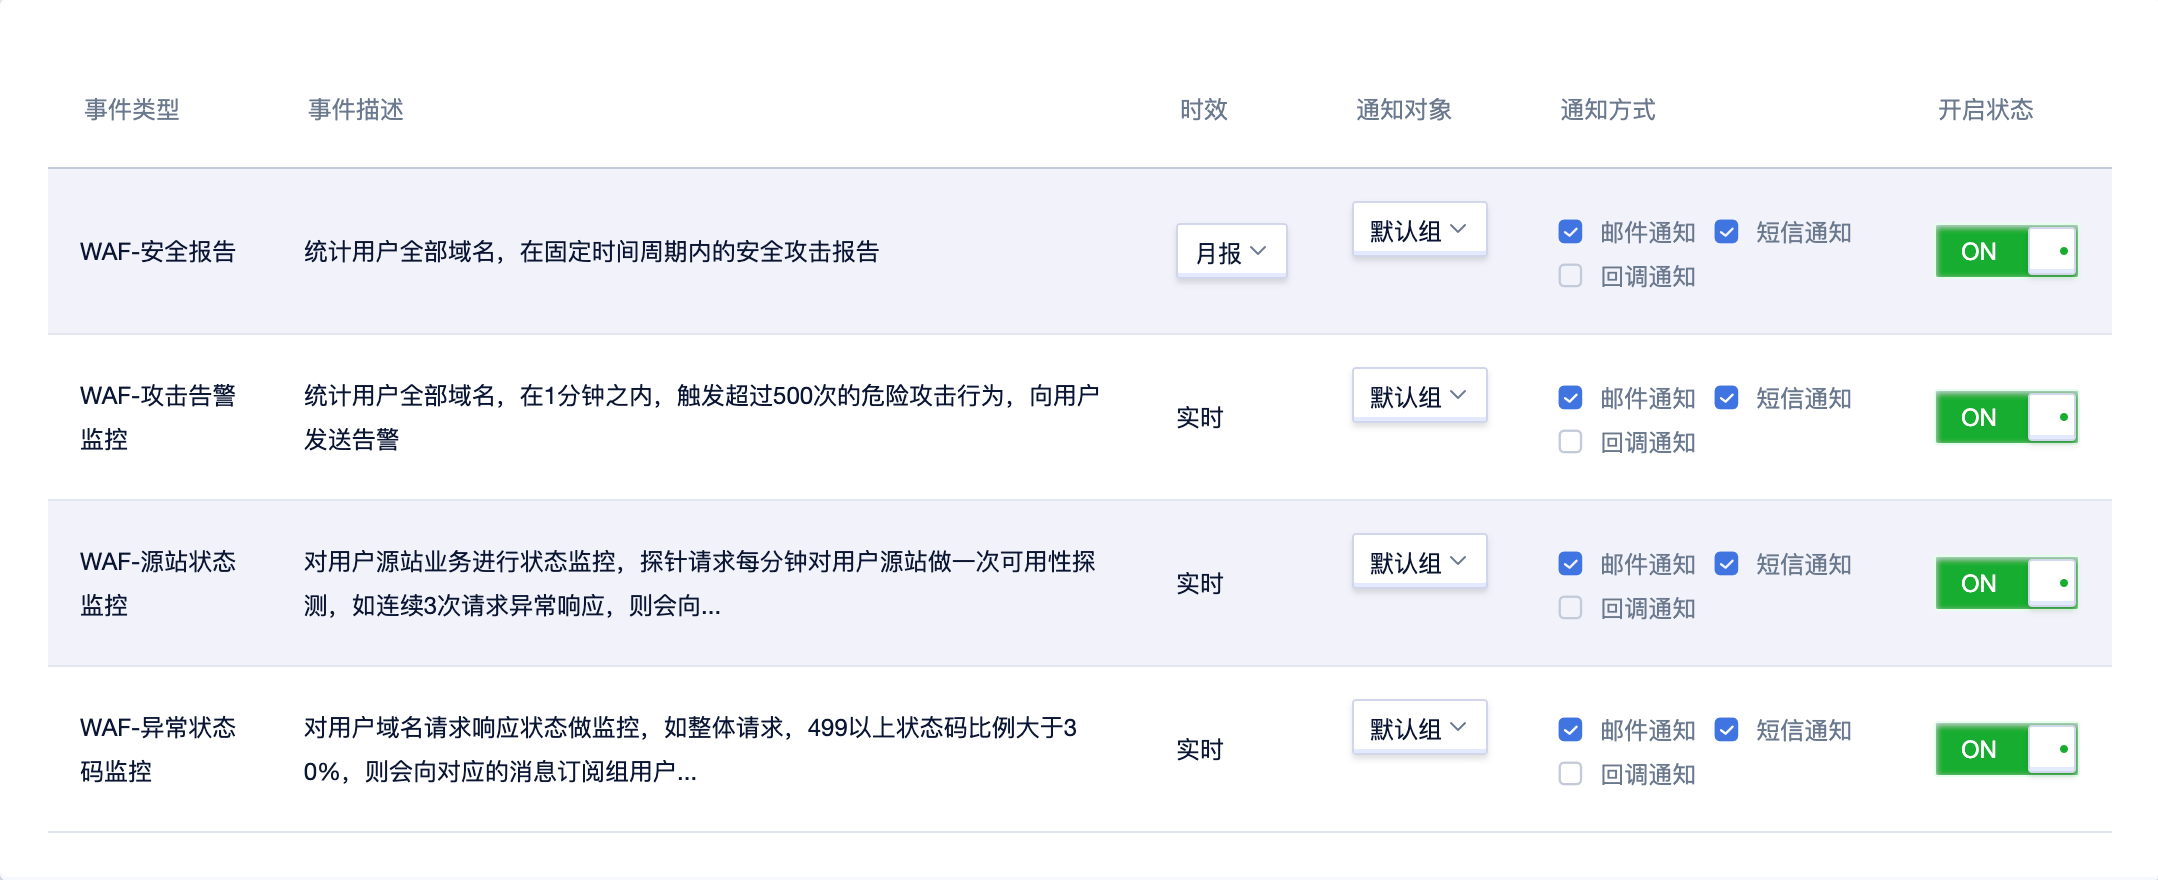 事件类型 事件描述 时效 通知对象 通知方式 开启状态
WAF-安全报告 统计用户全部域名，在固定时间周期内的安全攻击报告 月报 默认组 邮件通知 短信通知 ON
回调通知
WAF-攻击告警 统计用户全部域名，在1分钟之内，触发超过500次的危险攻击行为，向用户 实时 默认组 邮件通知 短信通知 ON
监控 发送告警 回调通知
WAF-源站状态 对用户源站业务进行状态监控，探针请求每分钟对用户源站做一次可用性探 实时 默认组 邮件通知 短信通知 ON
监控 测，如连续3次请求异常响应，则会向... 回调通知
WAF-异常状态 对用户域名请求响应状态做监控，如整体请求，499以上状态码比例大于3 实时 默认组 邮件通知 短信通知 ON
码监控 0%，则会向对应的消息订阅组用户... 回调通知